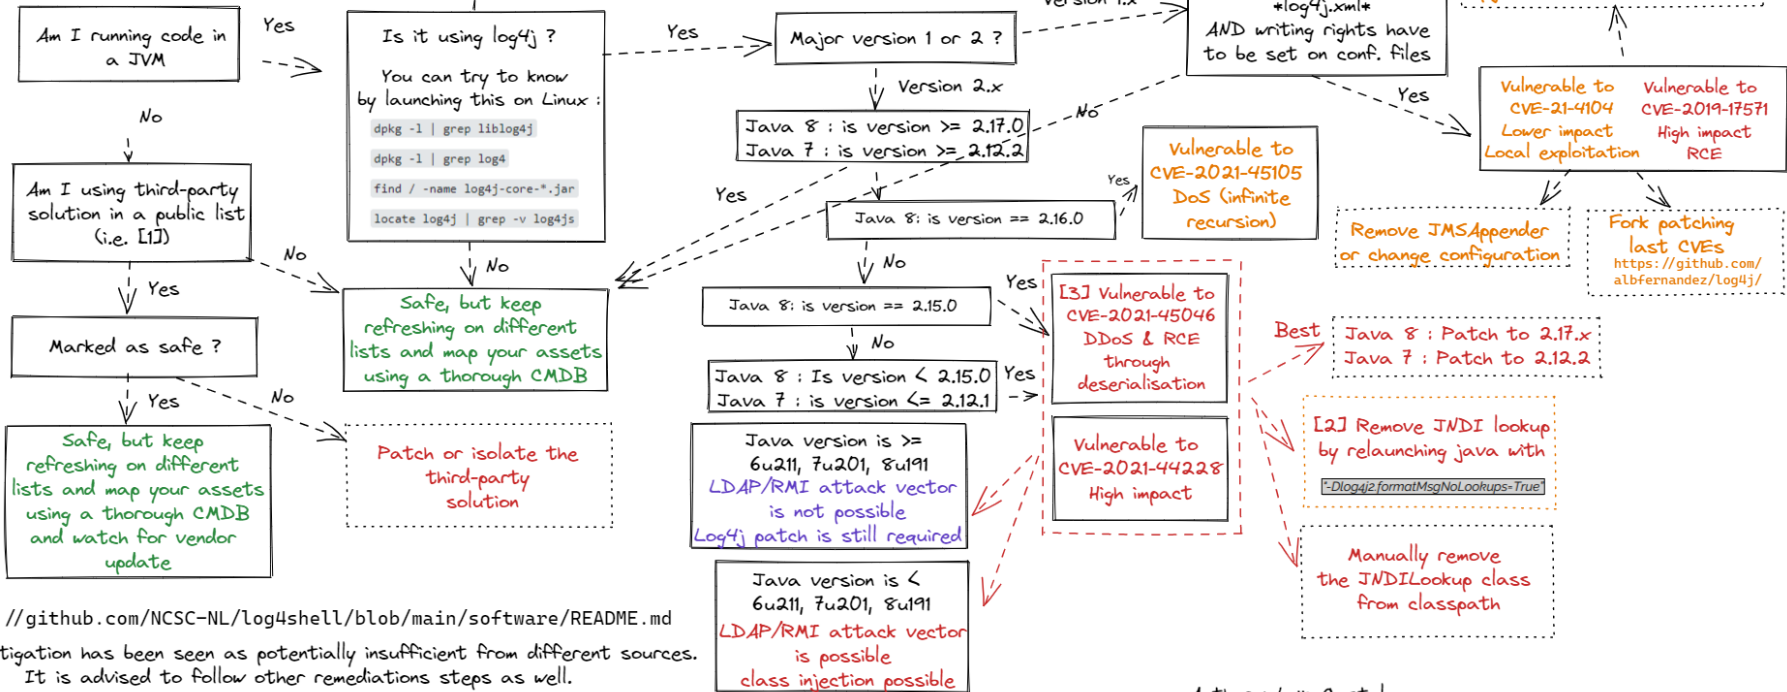 Am I running code in
a JVM
Yes
No
Am I using third-party
solution in a public list
(i.e. [1])
No
Yes
Marked as safe ?
Yes
No
Safe, but keep
refreshing on different
lists and map your assets
using a thorough CMDB
and watch for vendor
update
Patch or isolate the
third-party
solution
Is it using log4j ?
You can try to know
by launching this on Linux :
dpkg -l | grep liblog4j
dpkg -l | grep log4
find / -name log4j-core-*.jar
locate log4j | grep -v log4js
Yes
No
Safe, but keep
refreshing on different
lists and map your assets
using a thorough CMDB
Major version 1 or 2 ?
Version 1.x
Version 2.x
Java 8 : is version >= 2.17.0
Java 7 : is version >= 2.12.2
Yes
No
Java 8: is version == 2.16.0
Yes
No
Vulnerable to
CVE-2021-45105
DoS (infinite
recursion)
Java 8: is version == 2.15.0
Yes
No
Java 8 : Is version < 2.15.0
Java 7 : is version <= 2.12.1
Yes
[3] Vulnerable to
CVE-2021-45046
DDoS & RCE
through
deserialisation
Vulnerable to
CVE-2021-44228
High impact
Java version is >=
6u211, 7u201, 8u191
LDAP/RMI attack vector
is not possible
Log4j patch is still required
Java version is <
6u211, 7u201, 8u191
LDAP/RMI attack vector
is possible
class injection possible
*log4j.xml*
AND writing rights have
to be set on conf. files
Yes
Vulnerable to
CVE-21-4104
Lower impact
Local exploitation
Vulnerable to
CVE-2019-17571
High impact
RCE
Remove JMSAppender
or change configuration
Fork patching
last CVEs
https://github.com/
albfernandez/log4j/
Best
Java 8 : Patch to 2.17.x
Java 7 : Patch to 2.12.2
[2] Remove JNDI lookup
by relaunching java with
"-Dlog4j2.formatMsgNoLookups=True"
Manually remove
the JNDILookup class
from classpath
//github.com/NCSC-NL/log4shell/blob/main/software/README.md
tigation has been seen as potentially insufficient from different sources.
It is advised to follow other remediations steps as well.